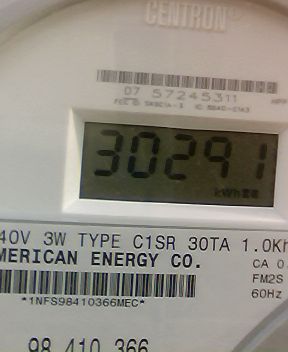 CENTRON®
07 57245311
30291
kWh
40V 3W TYPE C1SR 30TA 1.0Kh
MERICAN ENERGY CO.
CA 0.
FM2S
60Hz
*1NFS98410366MEC*
98 410 366